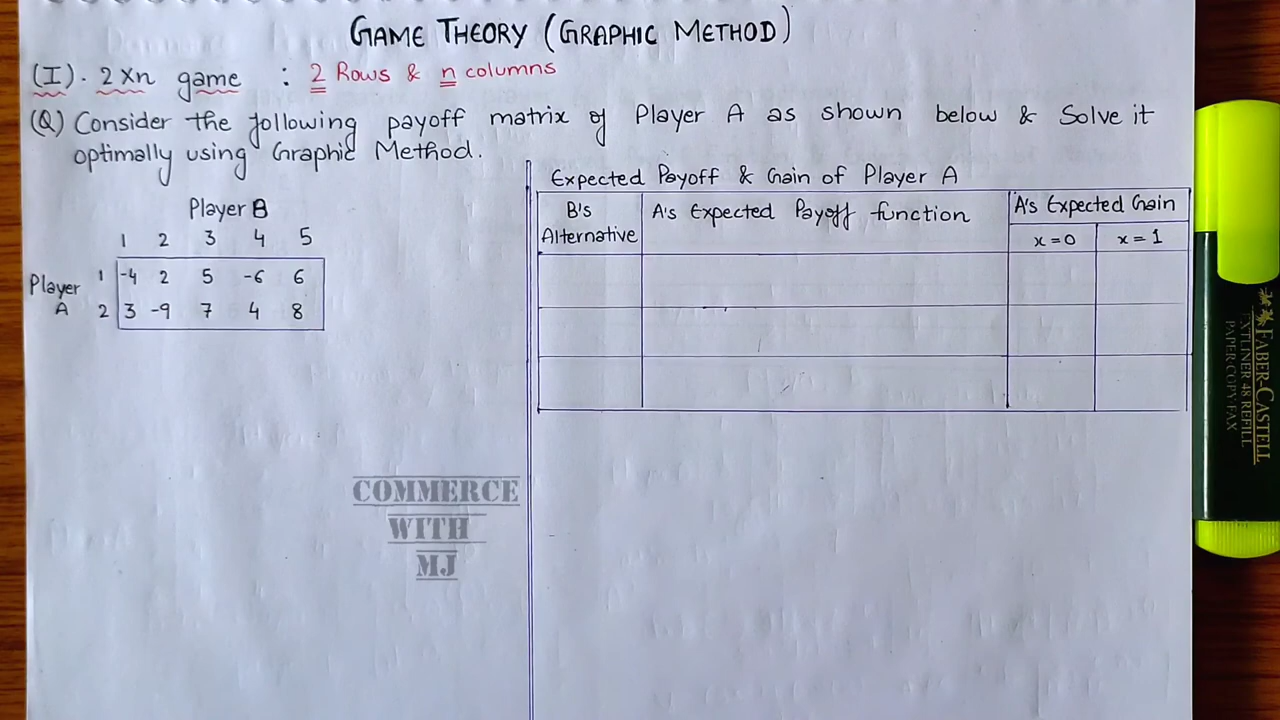 GAME THEORY (GRAPHIC METHOD)
(I). 2 x n game : 2 Rows & n columns
(Q) Consider the following payoff matrix of Player A as shown below & Solve it
optimally using Graphic Method.
Player B
1 2 3 4 5
1 -4 2 5 -6 6
Player
A
2 3 -9 7 4 8
Expected Payoff & Gain of Player A
B's
Alternative
A's Expected Payoff function
A's Expected Gain
x=0 x=1
COMMERCE
WITH
MJ
FABER-CASTELL
TEXTLINER 48 REFILL
PAPER COPY FAX